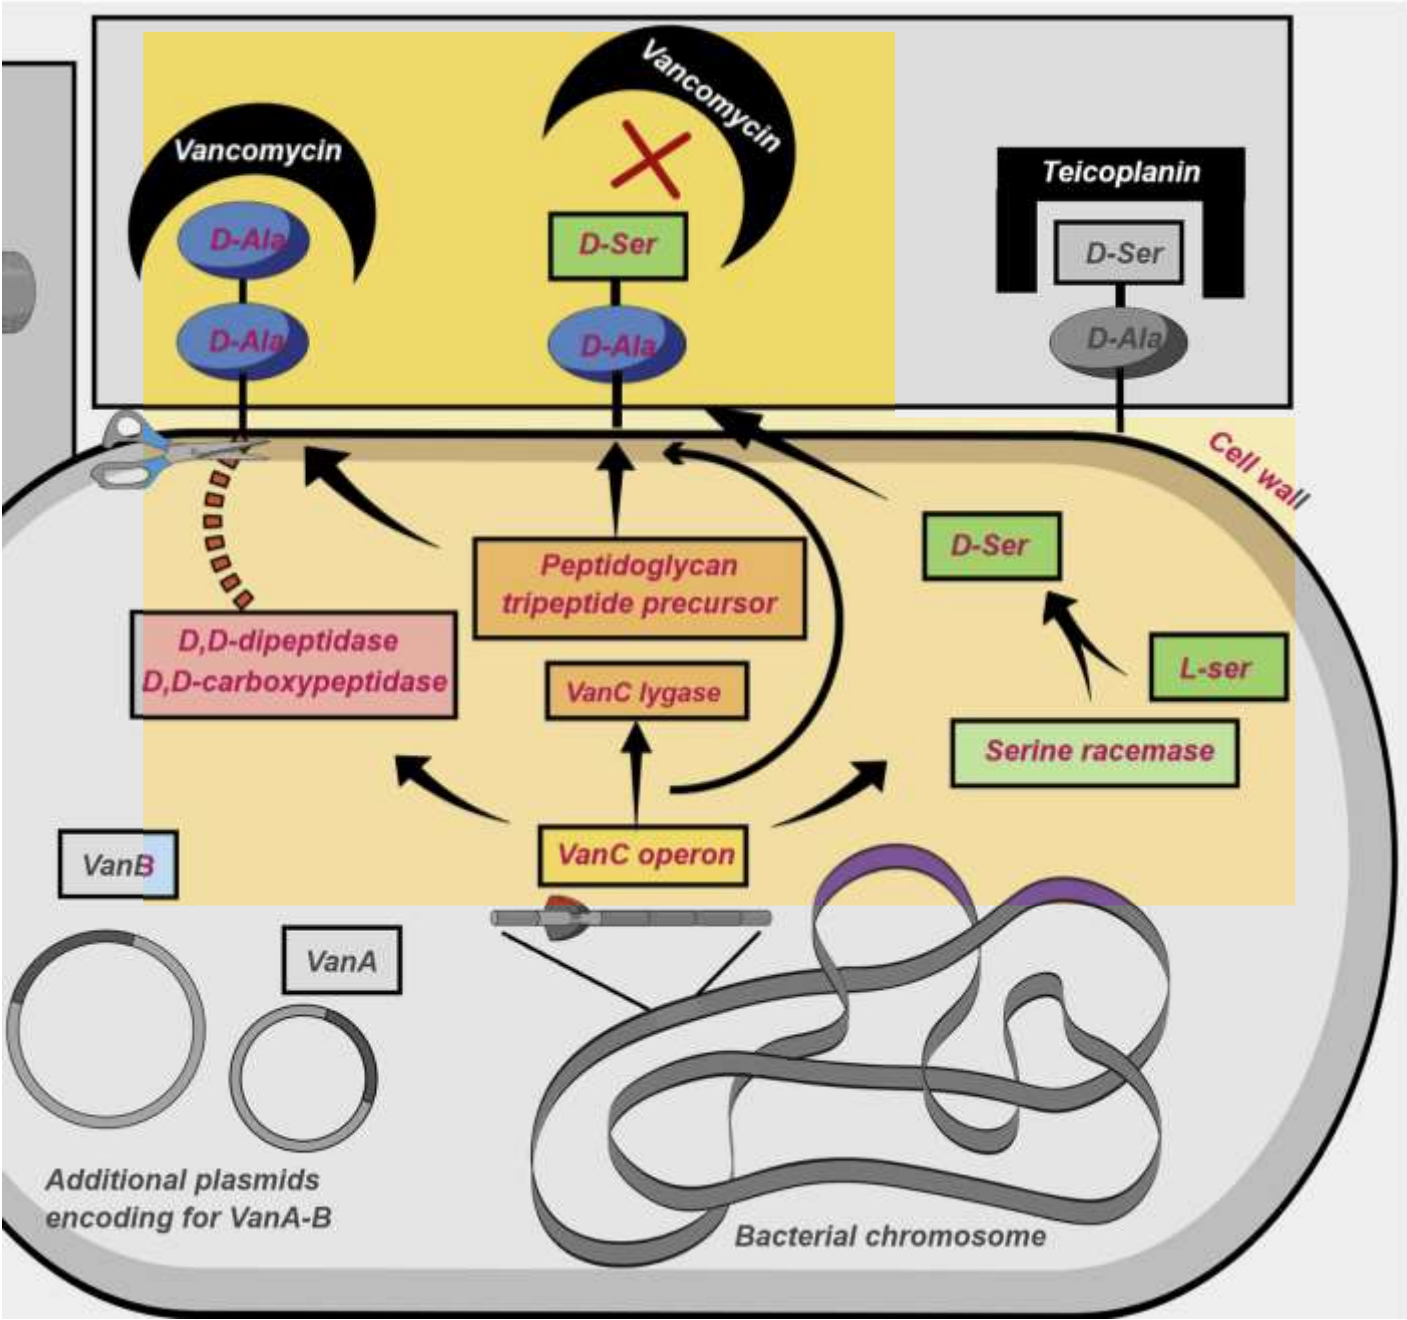 Vancomycin
Vancomycin
Teicoplanin
D-Ala
D-Ser
D-Ser
D-Ala
D-Ala
D-Ala
Cell wall
D-Ser
Peptidoglycan
tripeptide precursor
D,D-dipeptidase
D,D-carboxypeptidase
VanC lygase
L-ser
Serine racemase
VanC operon
VanB
VanA
Additional plasmids
encoding for VanA-B
Bacterial chromosome